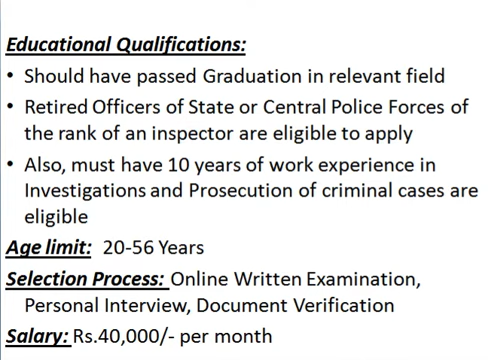 Educational Qualifications:
• Should have passed Graduation in relevant field
• Retired Officers of State or Central Police Forces of
the rank of an inspector are eligible to apply
• Also, must have 10 years of work experience in
Investigations and Prosecution of criminal cases are
eligible
Age limit: 20-56 Years
Selection Process: Online Written Examination,
Personal Interview, Document Verification
Salary: Rs.40,000/- per month